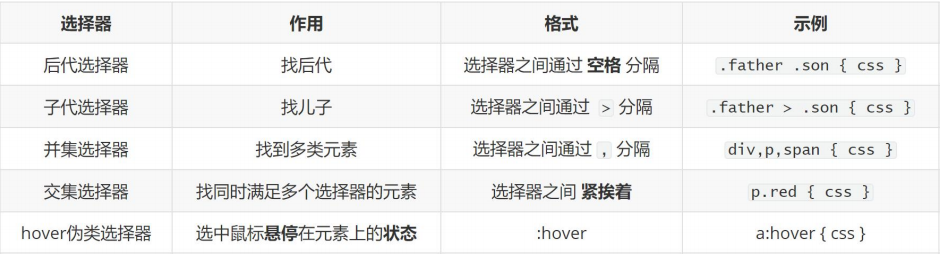 选择器 作用 格式 示例
后代选择器 找后代 选择器之间通过 空格 分隔 .father .son { css }
子代选择器 找儿子 选择器之间通过 > 分隔 .father > .son { css }
并集选择器 找到多类元素 选择器之间通过 , 分隔 div,p,span { css }
交集选择器 找同时满足多个选择器的元素 选择器之间 紧挨着 p.red { css }
hover伪类选择器 选中鼠标悬停在元素上的状态 :hover a:hover { css }